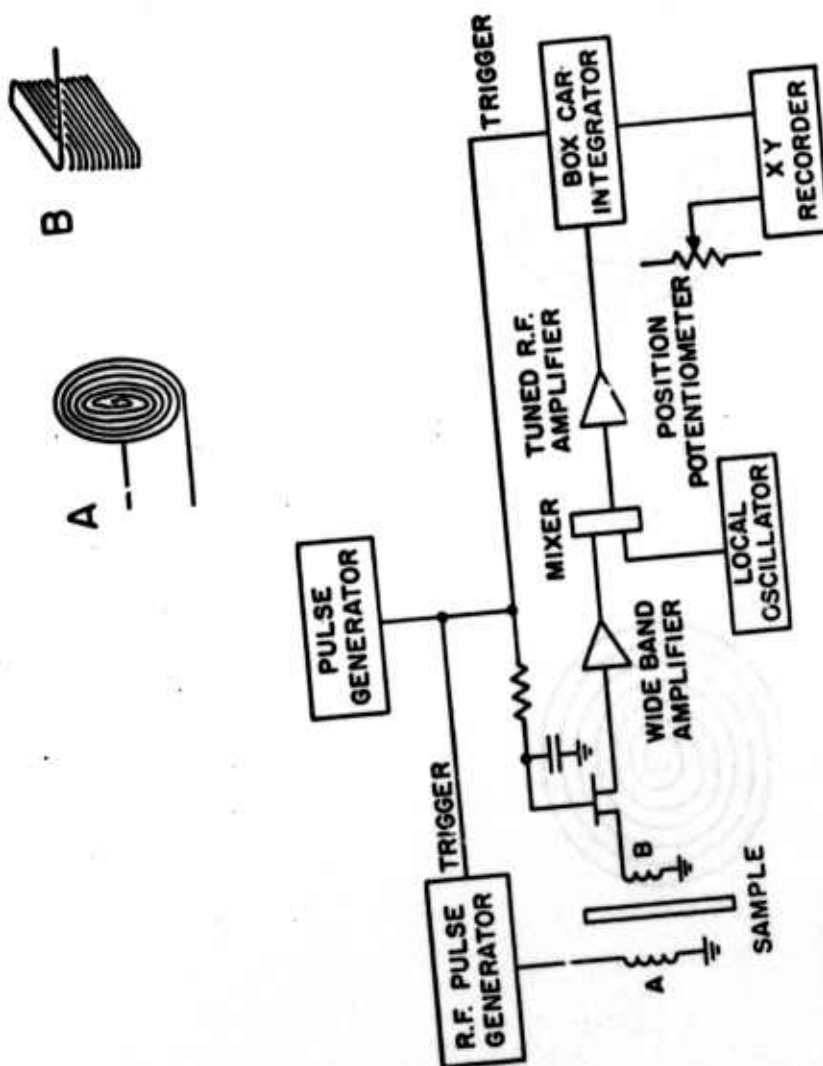 A
B
PULSE
GENERATOR
TRIGGER
TRIGGER
R.F. PULSE
GENERATOR
A
B
SAMPLE
WIDE BAND
AMPLIFIER
MIXER
LOCAL
OSCILLATOR
TUNED R.F.
AMPLIFIER
POSITION
POTENTIOMETER
BOX CAR-
INTEGRATOR
X Y
RECORDER